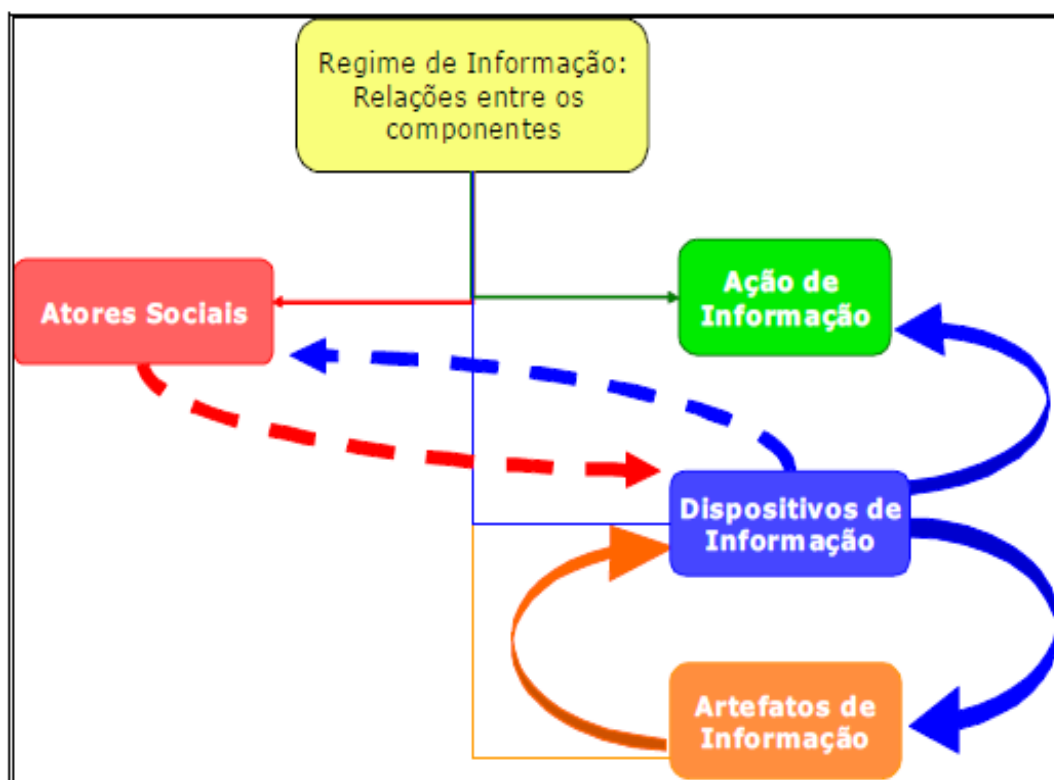 Regime de Informação:
Relações entre os
componentes
Atores Sociais
Ação de
Informação
Dispositivos de
Informação
Artefatos de
Informação